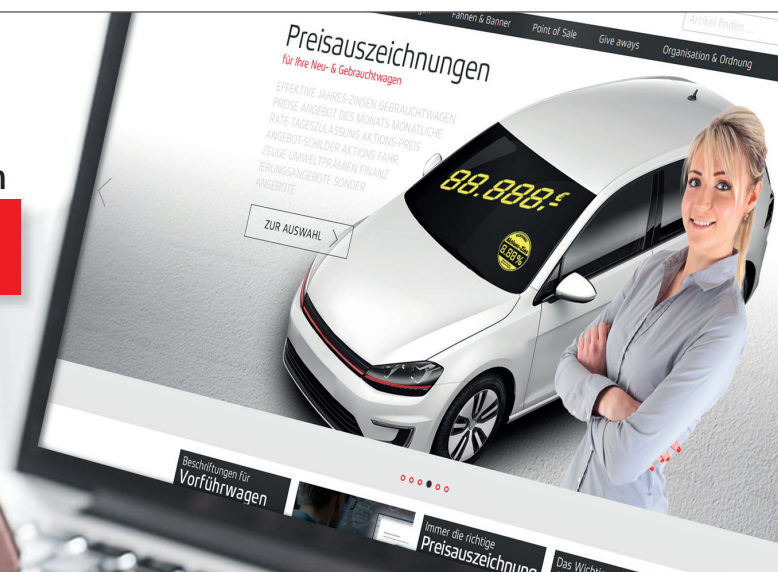 Fahnen & Banner
Point of Sale
Give aways
Organisation & Ordnung
Artikel finden ...
Preisauszeichnungen
für Ihre Neu- & Gebrauchtwagen
EFFEKTIVE JAHRES-ZINSEN GEBRAUCHTWAGEN
PREISE ANGEBOT DES MONATS MONATLICHE
RATE TAGESZULASSUNG AKTIONS-PREIS
ANGEBOT-SCHILDER AKTIONS FAHR
ZEUGE UMWELTPRÄMIEN FINANZ
IERUNGSANGEBOTE SONDER
ANGEBOTE
ZUR AUSWAHL
88.888,€
8.88%
n
Beschriftungen für
Vorführwagen
Immer die richtige
Preisauszeichnung
Das Wichtig